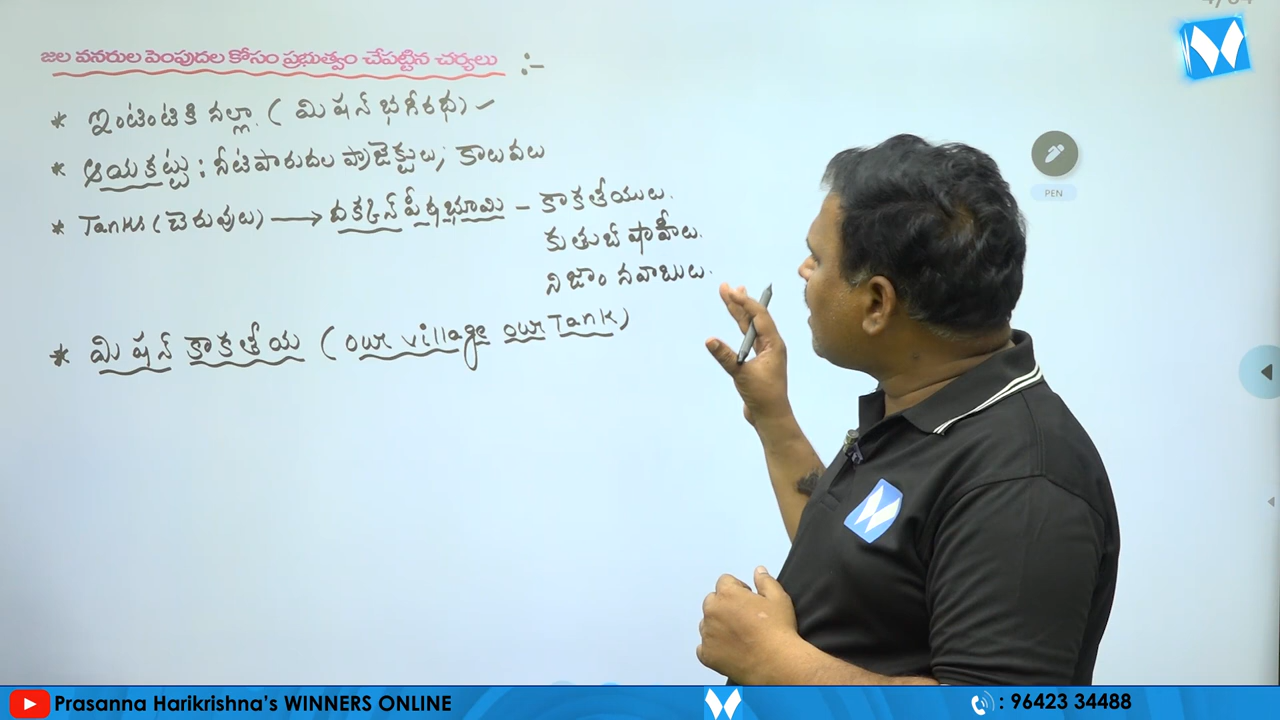 జల వనరుల పెంపుదల కోసం ప్రభుత్వం చేపట్టిన చర్యలు :-
* ఇంటింటికి నల్లా. ( మిషన్ భగీరథ)
* ఆయకట్టు : నీటిపారుదల ప్రాజెక్టులు, కాలువలు
* Tanks (చెరువులు) → దక్కన్ పీఠభూమి - కాకతీయులు.
కుతుబ్ షాహీలు.
నిజాం నవాబులు.
* మిషన్ కాకతీయ ( our village our Tank)
PEN
Prasanna Harikrishna's WINNERS ONLINE
: 96423 34488